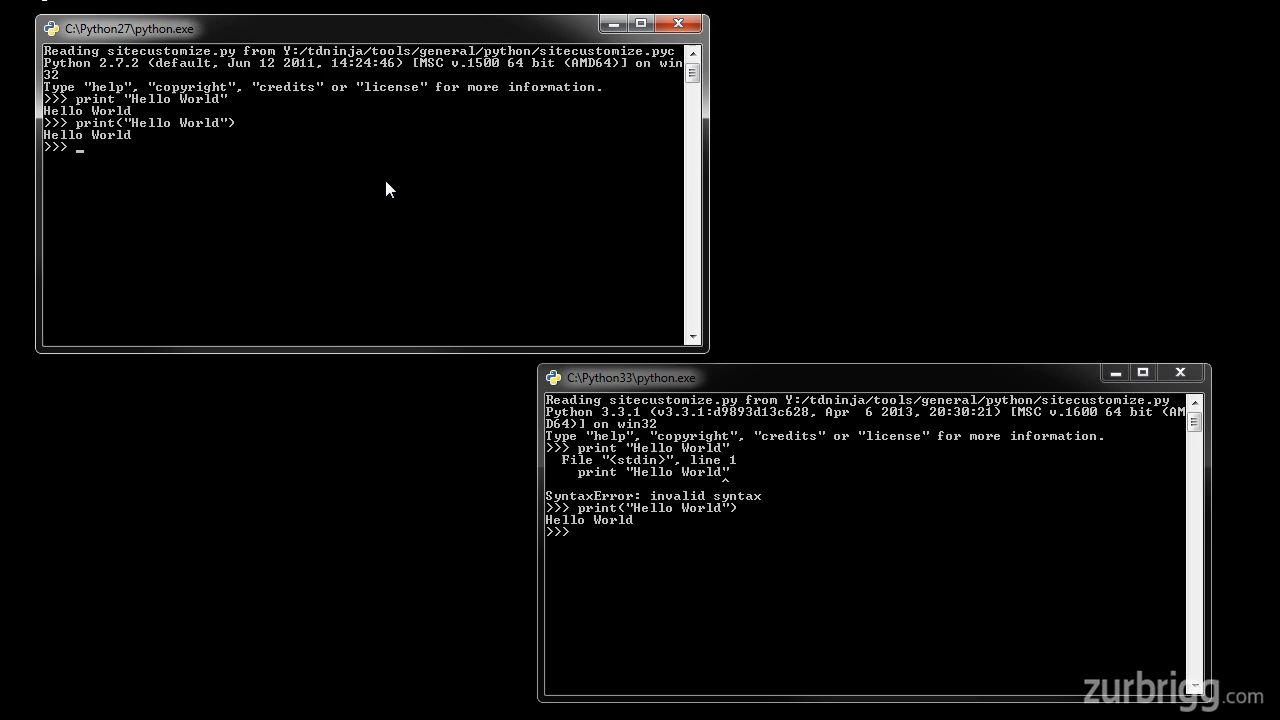 C:\Python27\python.exe
Reading sitecustomize.py from Y:/tdninja/tools/general/python/sitecustomize.pyc
Python 2.7.2 (default, Jun 12 2011, 14:24:46) [MSC v.1500 64 bit (AMD64)] on win
32
Type "help", "copyright", "credits" or "license" for more information.
>>> print "Hello World"
Hello World
>>> print("Hello World")
Hello World
>>> _
C:\Python33\python.exe
Reading sitecustomize.py from Y:/tdninja/tools/general/python/sitecustomize.py
Python 3.3.1 (v3.3.1:d9893d13c628, Apr  6 2013, 20:30:21) [MSC v.1600 64 bit (AM
D64)] on win32
Type "help", "copyright", "credits" or "license" for more information.
>>> print "Hello World"
  File "<stdin>", line 1
    print "Hello World"
                      ^
SyntaxError: invalid syntax
>>> print("Hello World")
Hello World
>>>
zurbrigg.com